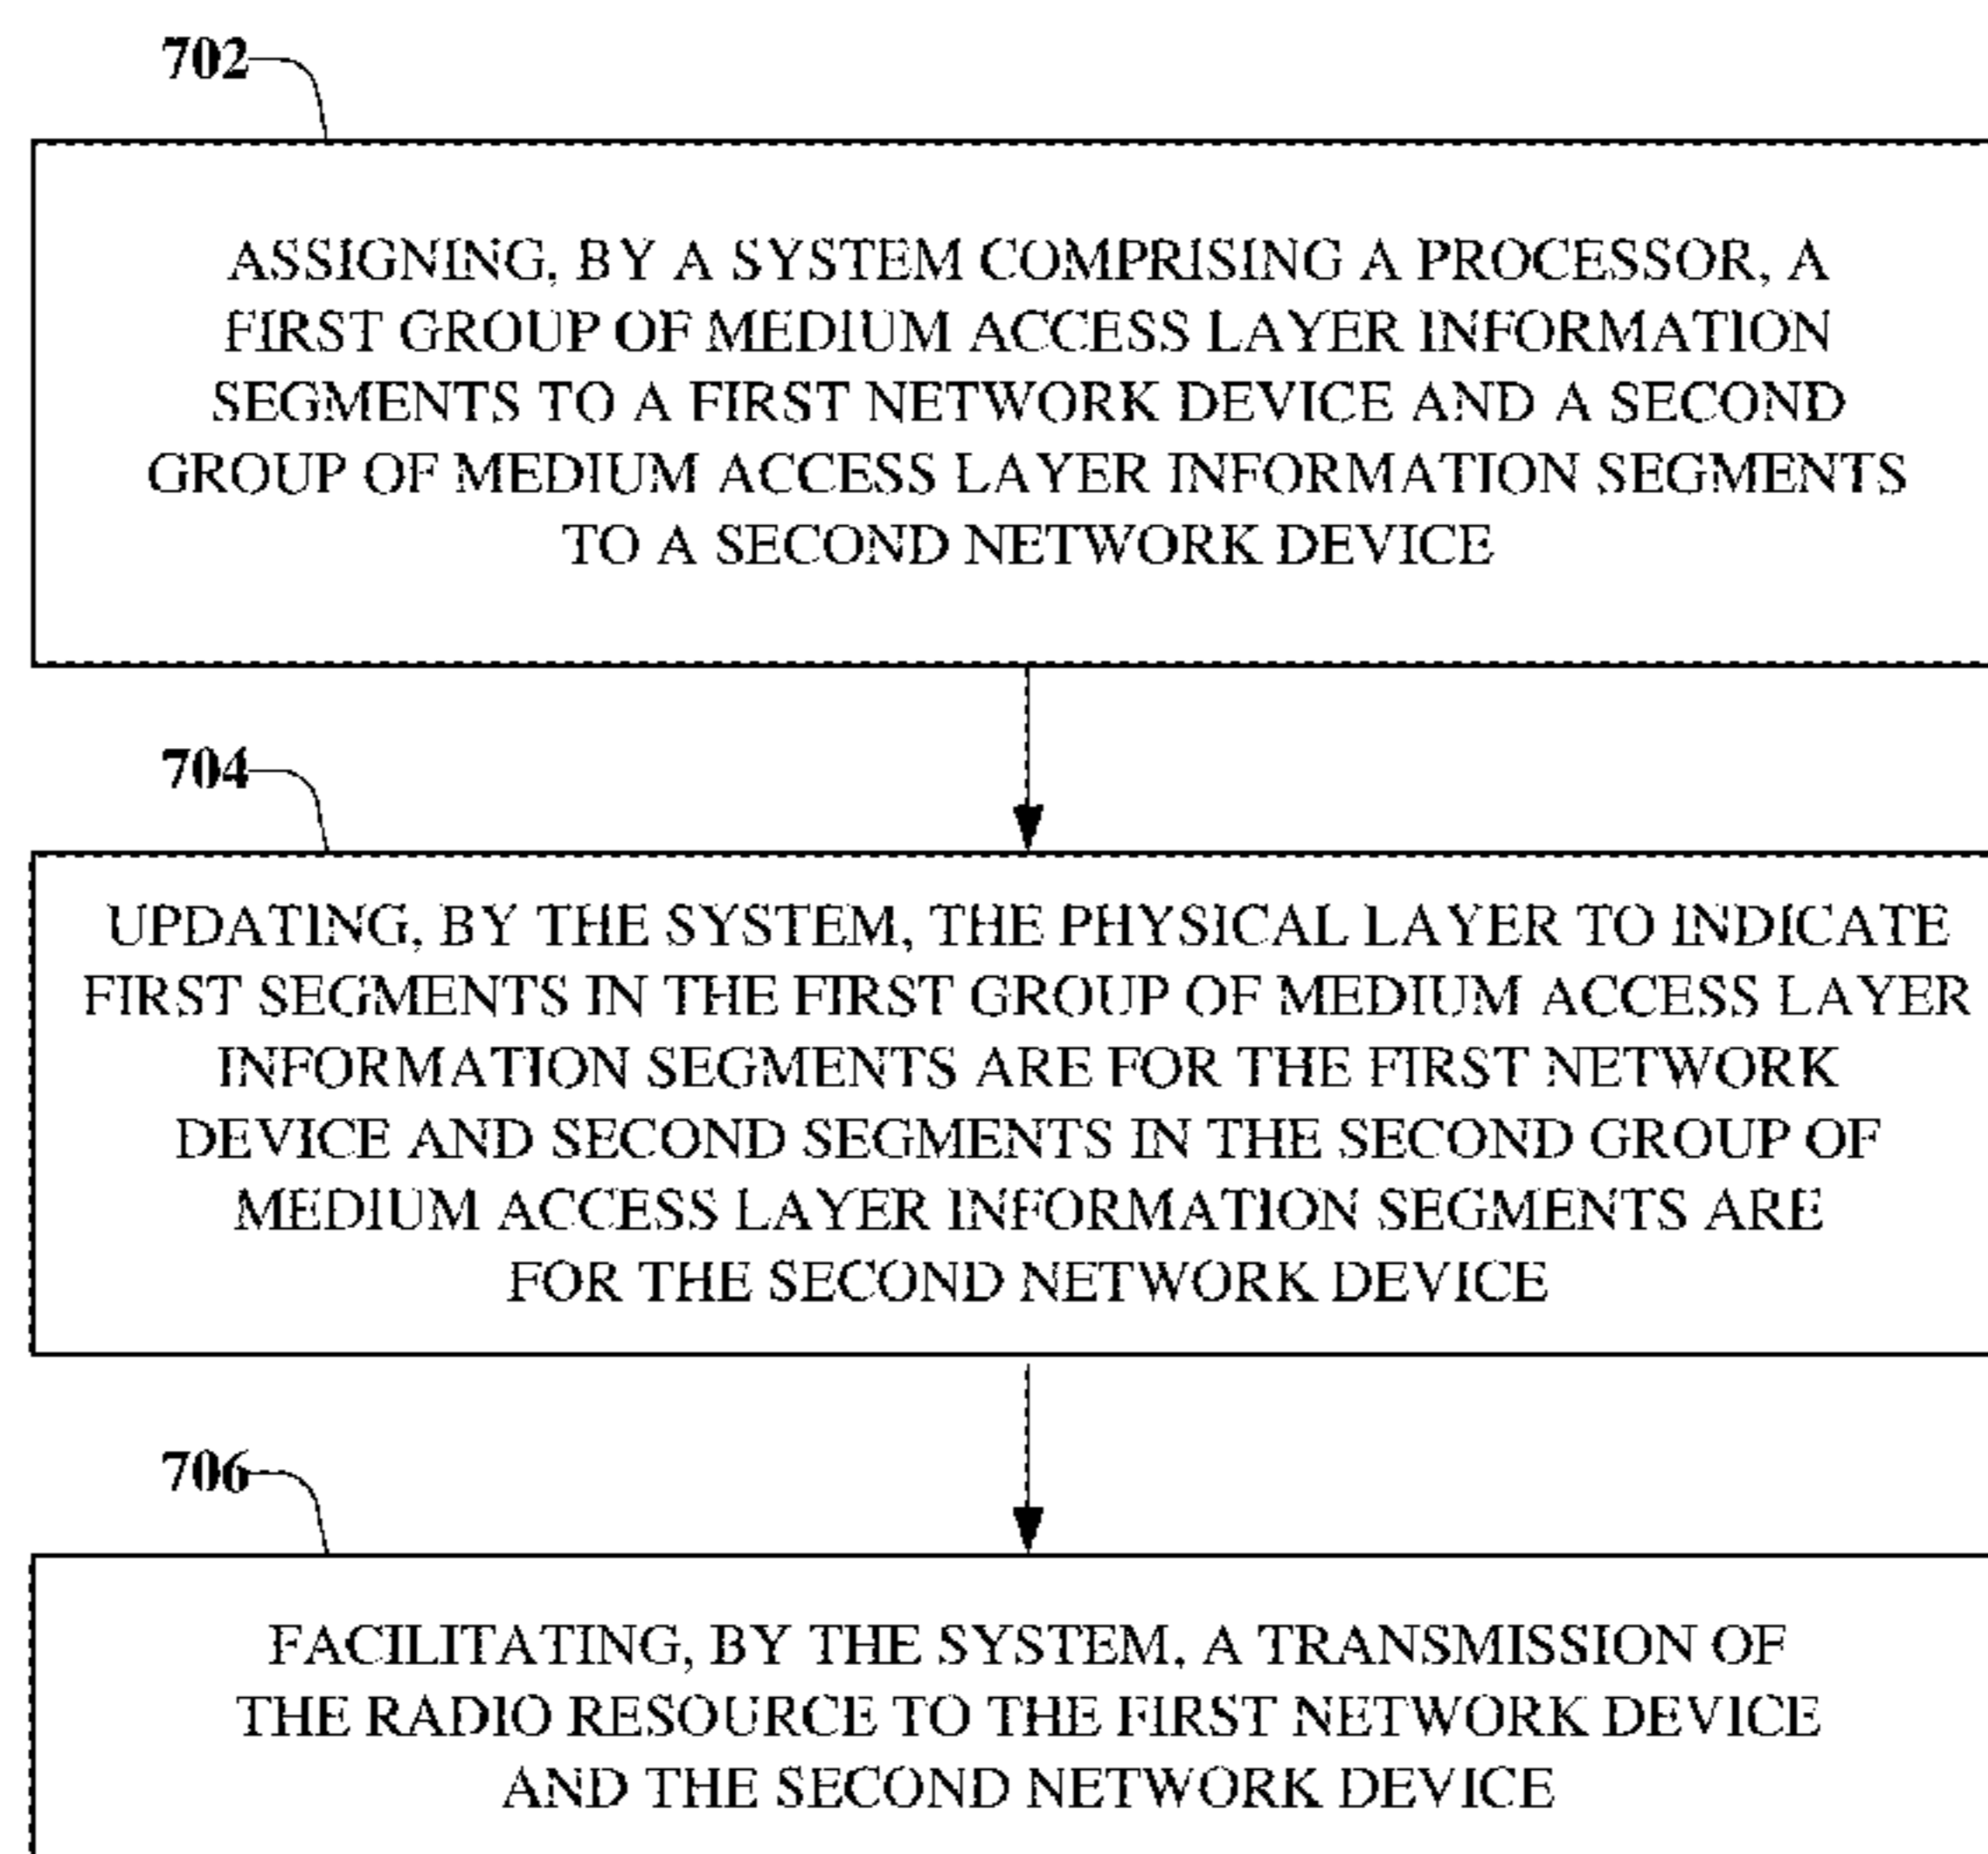 702
ASSIGNING, BY A SYSTEM COMPRISING A PROCESSOR, A
FIRST GROUP OF MEDIUM ACCESS LAYER INFORMATION
SEGMENTS TO A FIRST NETWORK DEVICE AND A SECOND
GROUP OF MEDIUM ACCESS LAYER INFORMATION SEGMENTS
TO A SECOND NETWORK DEVICE
704
UPDATING, BY THE SYSTEM, THE PHYSICAL LAYER TO INDICATE
FIRST SEGMENTS IN THE FIRST GROUP OF MEDIUM ACCESS LAYER
INFORMATION SEGMENTS ARE FOR THE FIRST NETWORK
DEVICE AND SECOND SEGMENTS IN THE SECOND GROUP OF
MEDIUM ACCESS LAYER INFORMATION SEGMENTS ARE
FOR THE SECOND NETWORK DEVICE
706
FACILITATING, BY THE SYSTEM, A TRANSMISSION OF
THE RADIO RESOURCE TO THE FIRST NETWORK DEVICE
AND THE SECOND NETWORK DEVICE